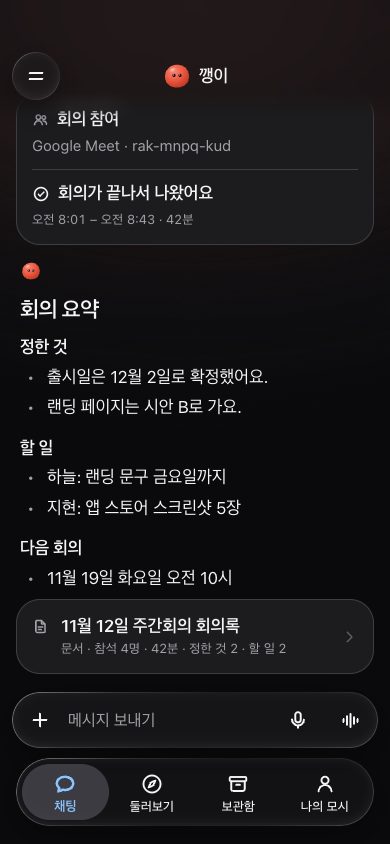 깽이
회의 참여
Google Meet · rak-mnpq-kud
회의가 끝나서 나왔어요
오전 8:01 – 오전 8:43 · 42분
회의 요약
정한 것
• 출시일은 12월 2일로 확정했어요.
• 랜딩 페이지는 시안 B로 가요.
할 일
• 하늘: 랜딩 문구 금요일까지
• 지현: 앱 스토어 스크린샷 5장
다음 회의
• 11월 19일 화요일 오전 10시
11월 12일 주간회의 회의록
문서 · 참석 4명 · 42분 · 정한 것 2 · 할 일 2
메시지 보내기
채팅
둘러보기
보관함
나의 모시